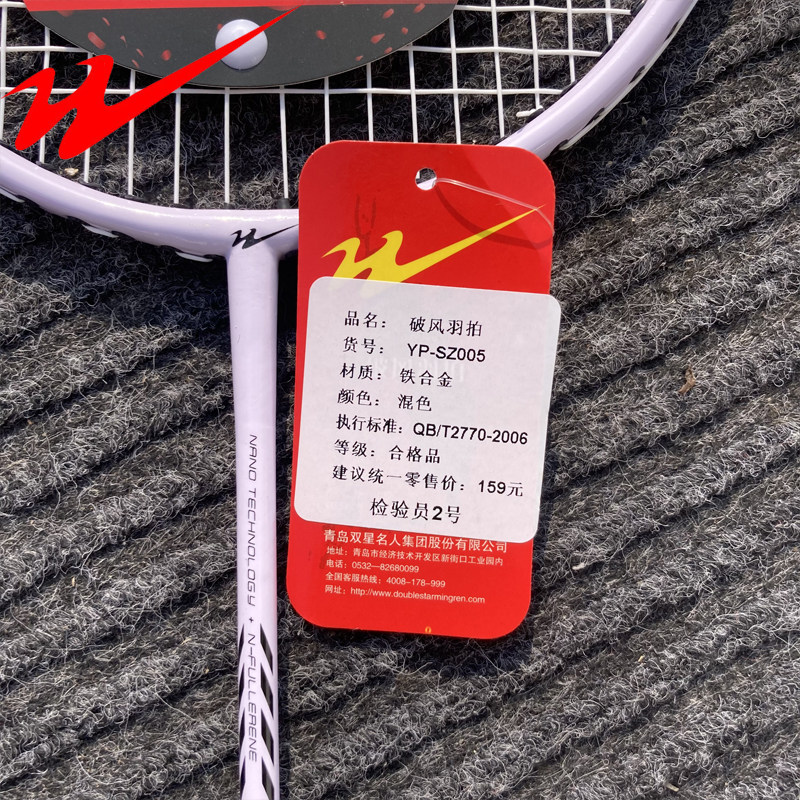 品名： 破风羽拍
货号： YP-SZ005
材质： 铁合金
颜色： 混色
执行标准：QB/T2770-2006
等级：合格品
建议统一零售价：159元
检验员2号
青岛双星名人集团股份有限公司
地址：青岛市经济技术开发区新街口工业园内
电话：0532—82680099
全国客服热线：4008-178-999
网址：http://www.doublestarmingren.com
NANO TECHNOLOGY + N-FULLERENE